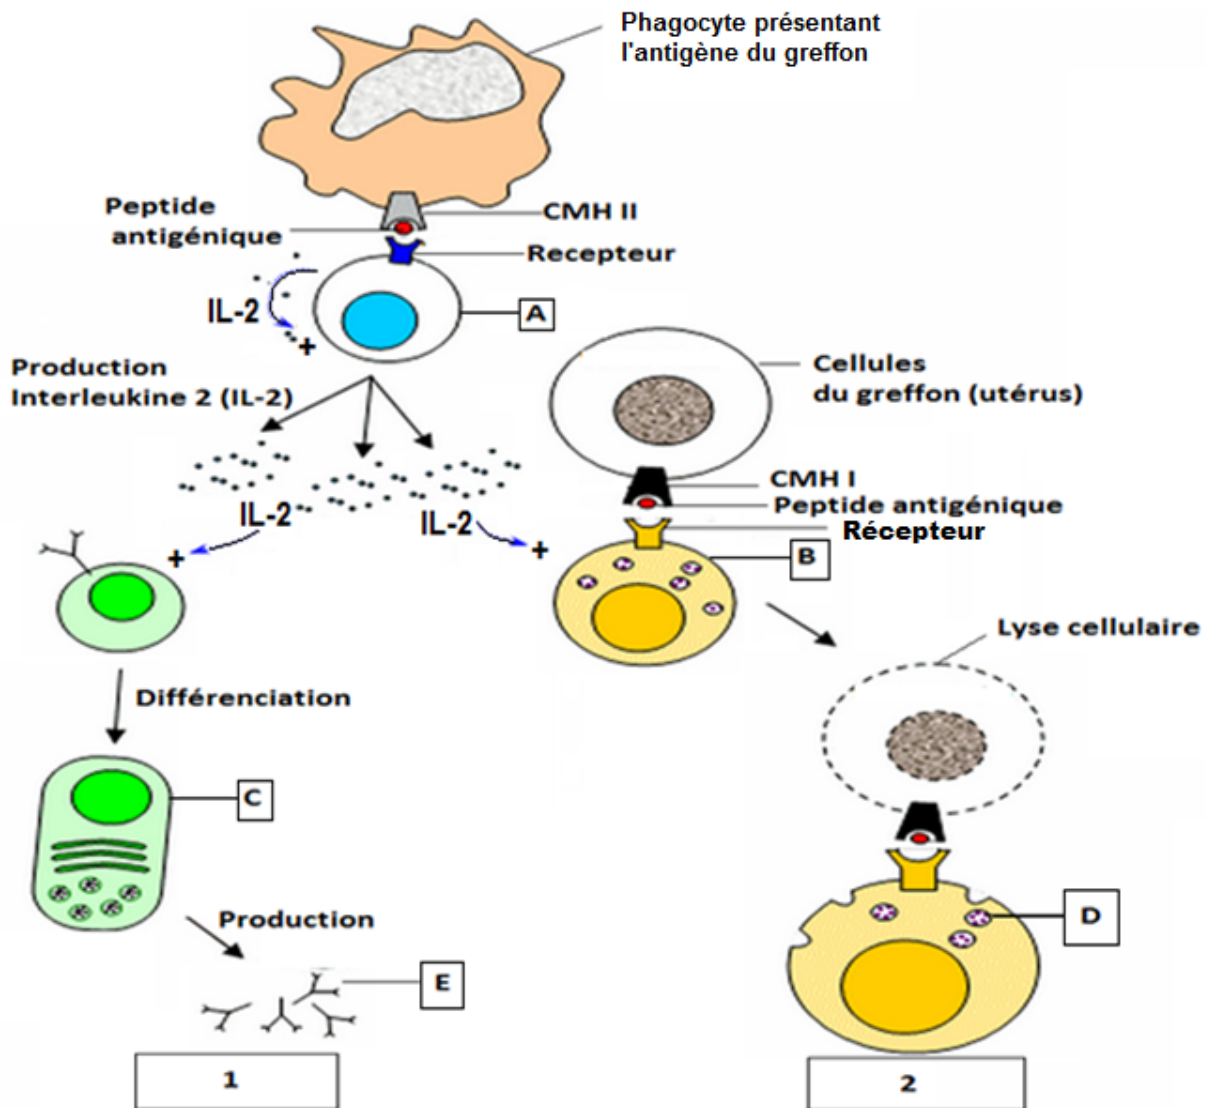 Phagocyte présentant
l'antigène du greffon
Peptide
antigénique
CMH II
Recepteur
IL-2
+
A
Production
Interleukine 2 (IL-2)
Cellules
du greffon (utérus)
CMH I
Peptide antigénique
Récepteur
IL-2
IL-2
+
+
B
Lyse cellulaire
Différenciation
C
Production
D
E
1
2